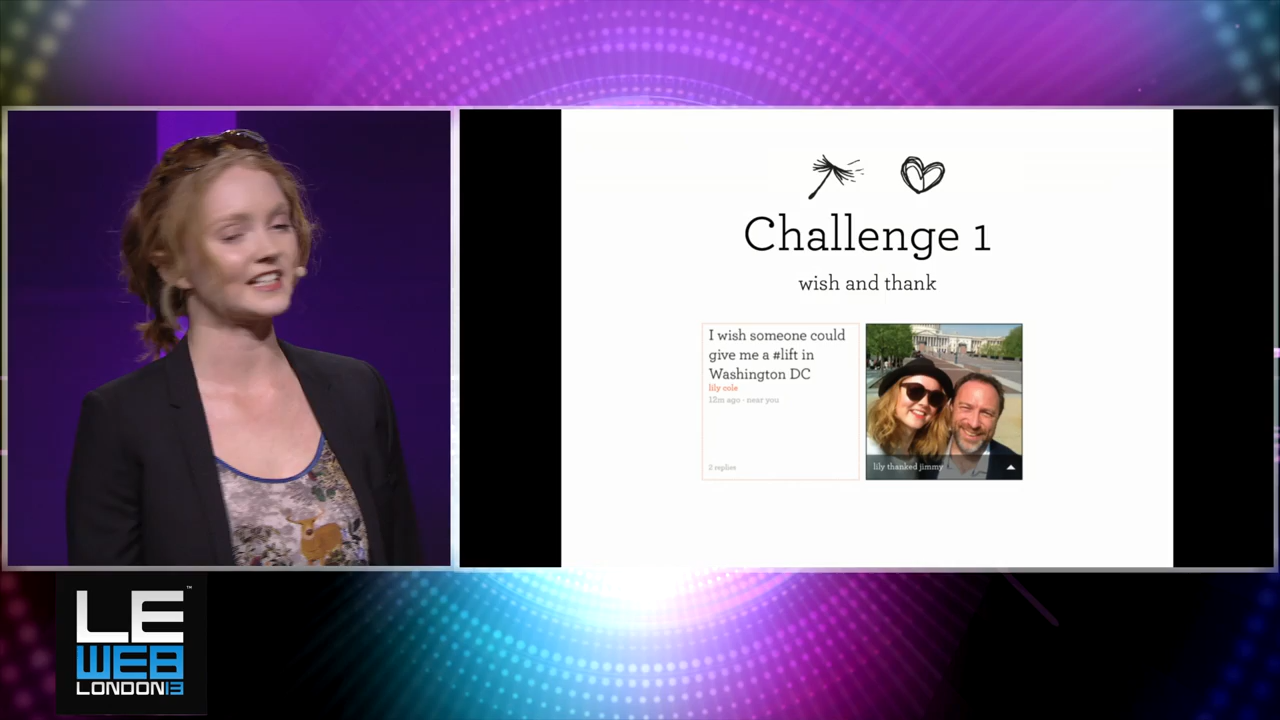 Challenge 1
wish and thank
I wish someone could
give me a #lift in
Washington DC
lily cole
12m ago · near you
2 replies
lily thanked jimmy
LE
WEB
LONDON13
™